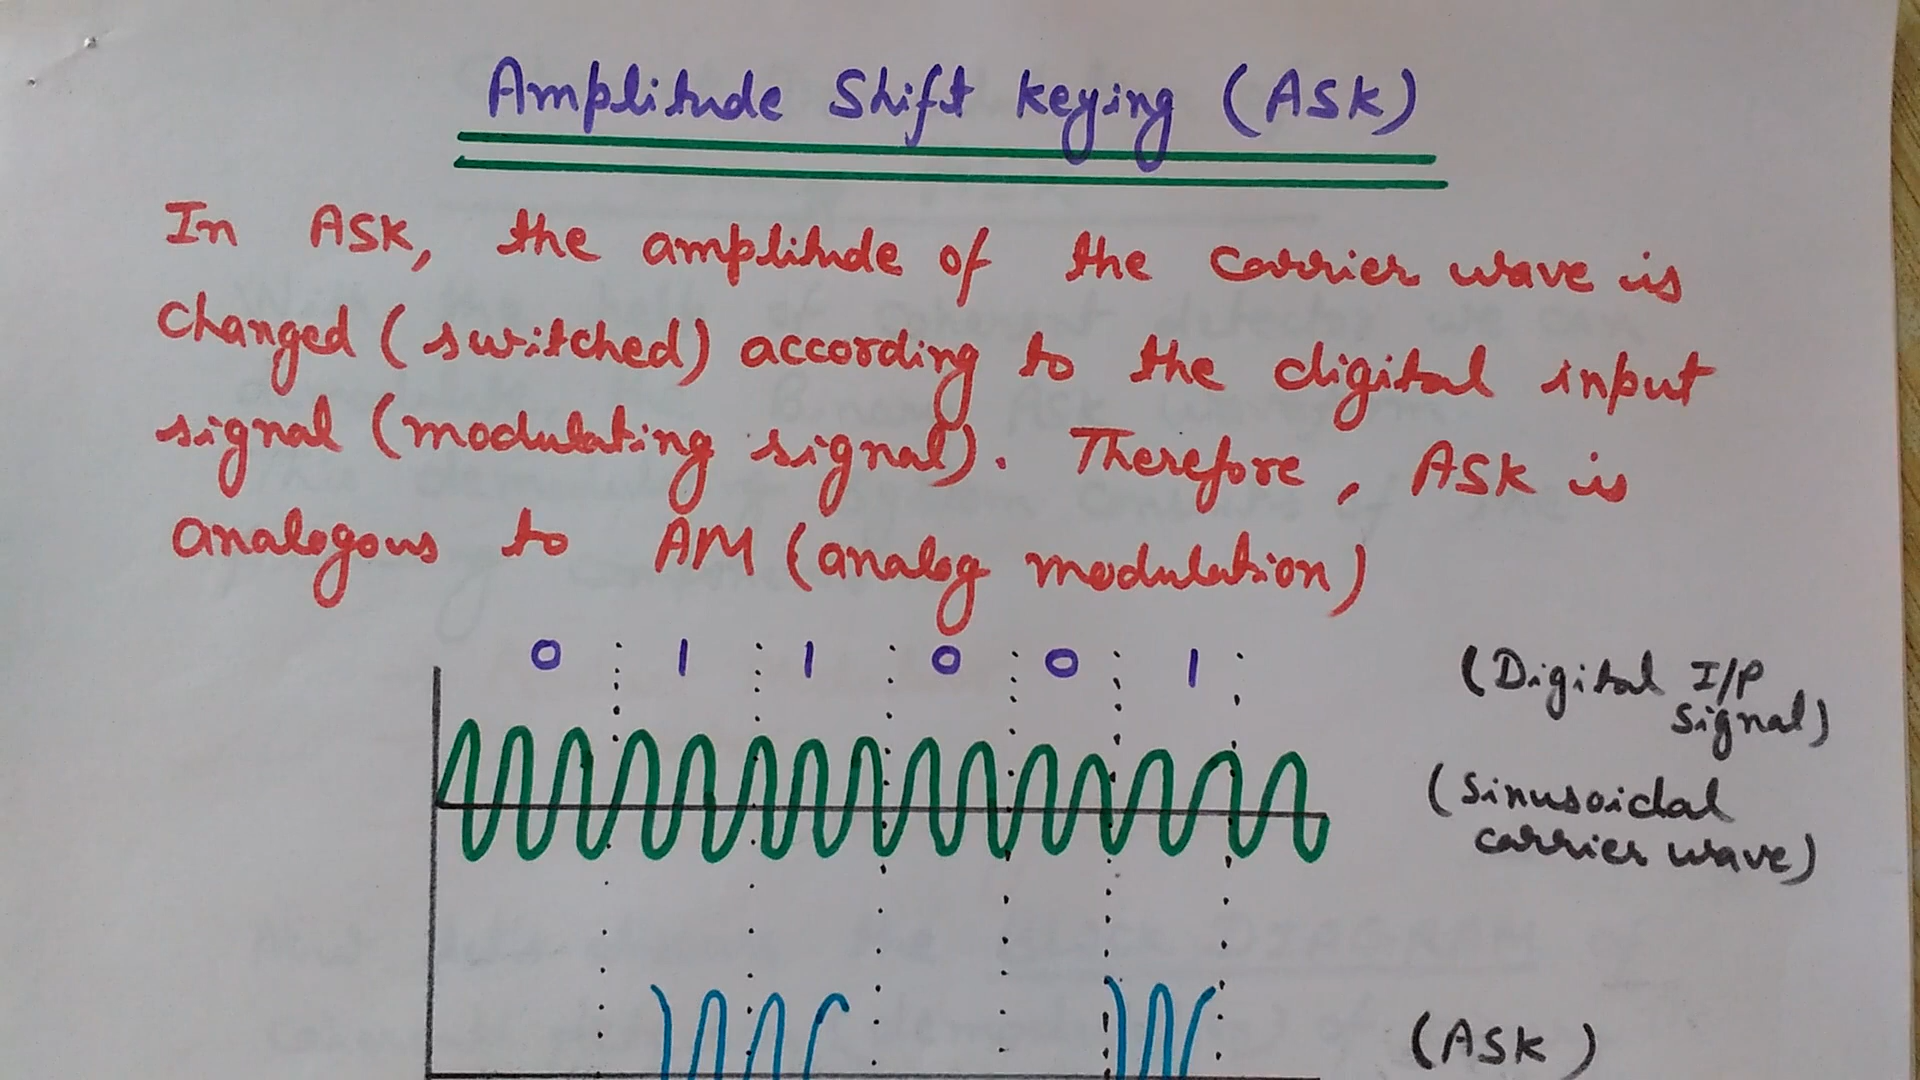 Amplitude Shift keying (ASK)
In ASK, the amplitude of the carrier wave is
changed (switched) according to the digital input
signal (modulating signal). Therefore, ASK is
analogous to AM (analog modulation)
0 1 1 0 0 1
(Digital I/P
signal)
(Sinusoidal
carrier wave)
(ASK)